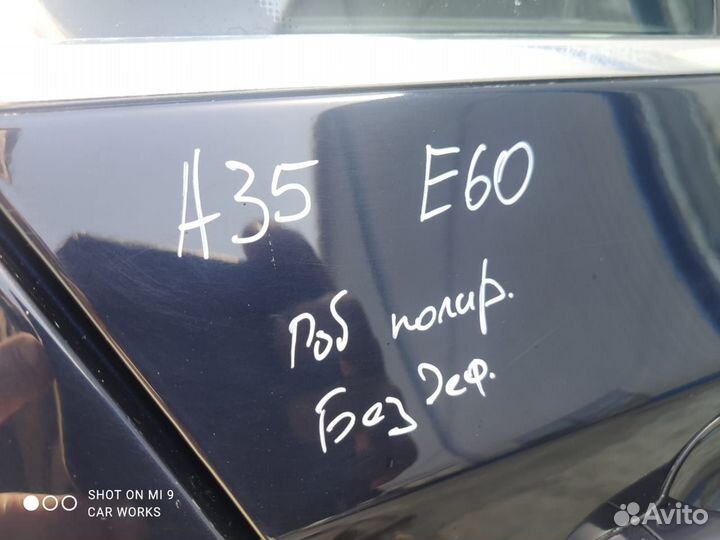 A35 E60
Под полир.
Без деф.
SHOT ON MI 9
CAR WORKS
Avito